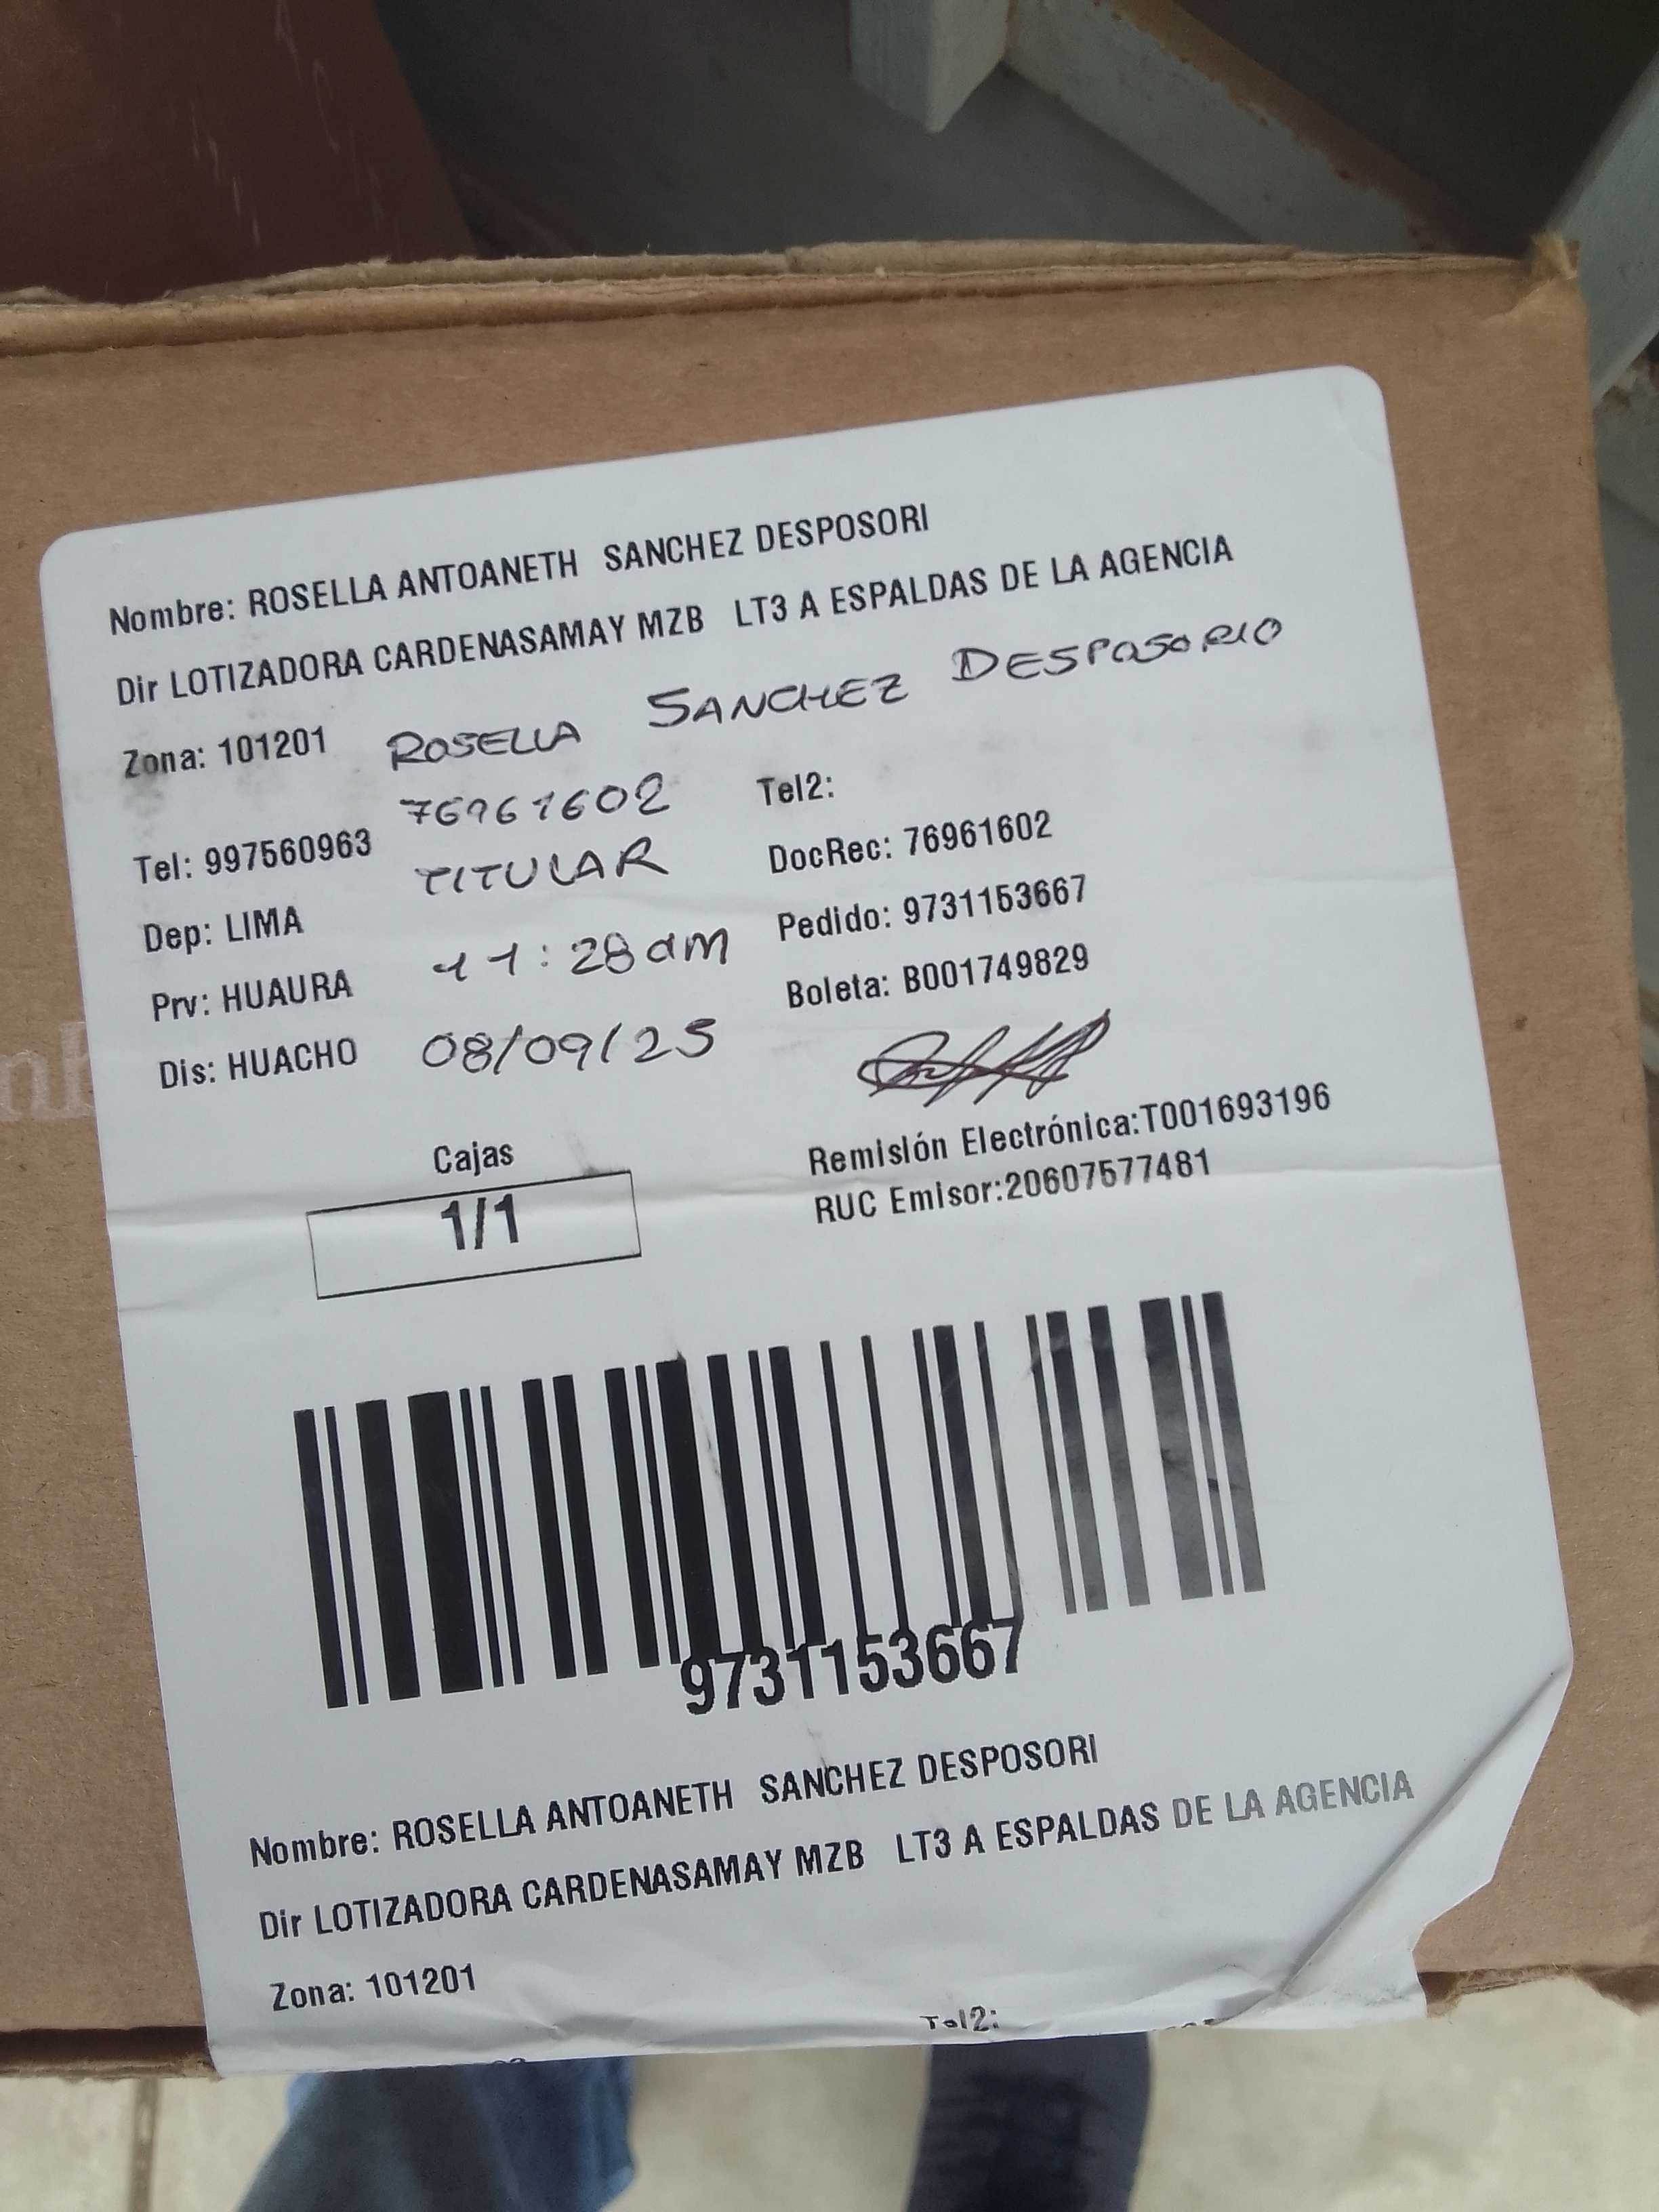 Nombre: ROSELLA ANTOANETH SANCHEZ DESPOSORI
Dir LOTIZADORA CARDENASAMAY MZB LT3 A ESPALDAS DE LA AGENCIA
Zona: 101201
ROSELLA SANCHEZ DESPOSORIO
76961602
Tel2:
Tel: 997560963
TITULAR
DocRec: 76961602
Dep: LIMA
Pedido: 9731153667
Prv: HUAURA
11:28am
Boleta: B001749829
Dis: HUACHO
08/09/25
Cajas
1/1
Remisión Electrónica:T001693196
RUC Emisor:20607577481
9731153667
Nombre: ROSELLA ANTOANETH SANCHEZ DESPOSORI
Dir LOTIZADORA CARDENASAMAY MZB LT3 A ESPALDAS DE LA AGENCIA
Zona: 101201
Tel2: